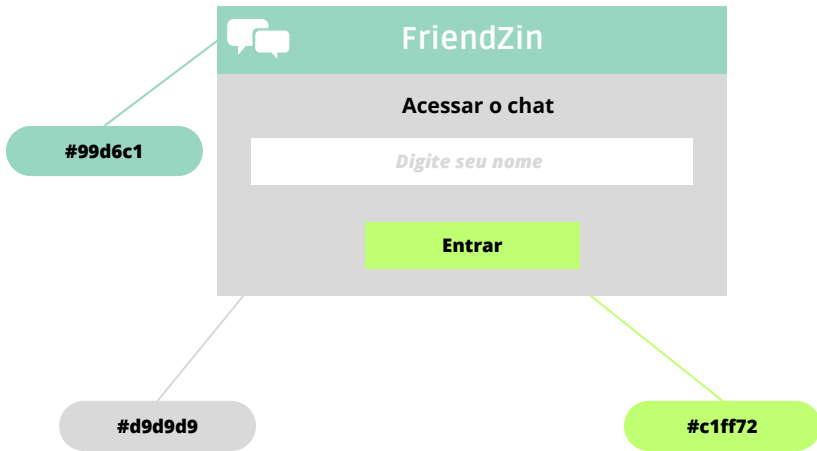 FriendZin
Acessar o chat
#99d6c1
Digite seu nome
Entrar
#d9d9d9
#c1ff72